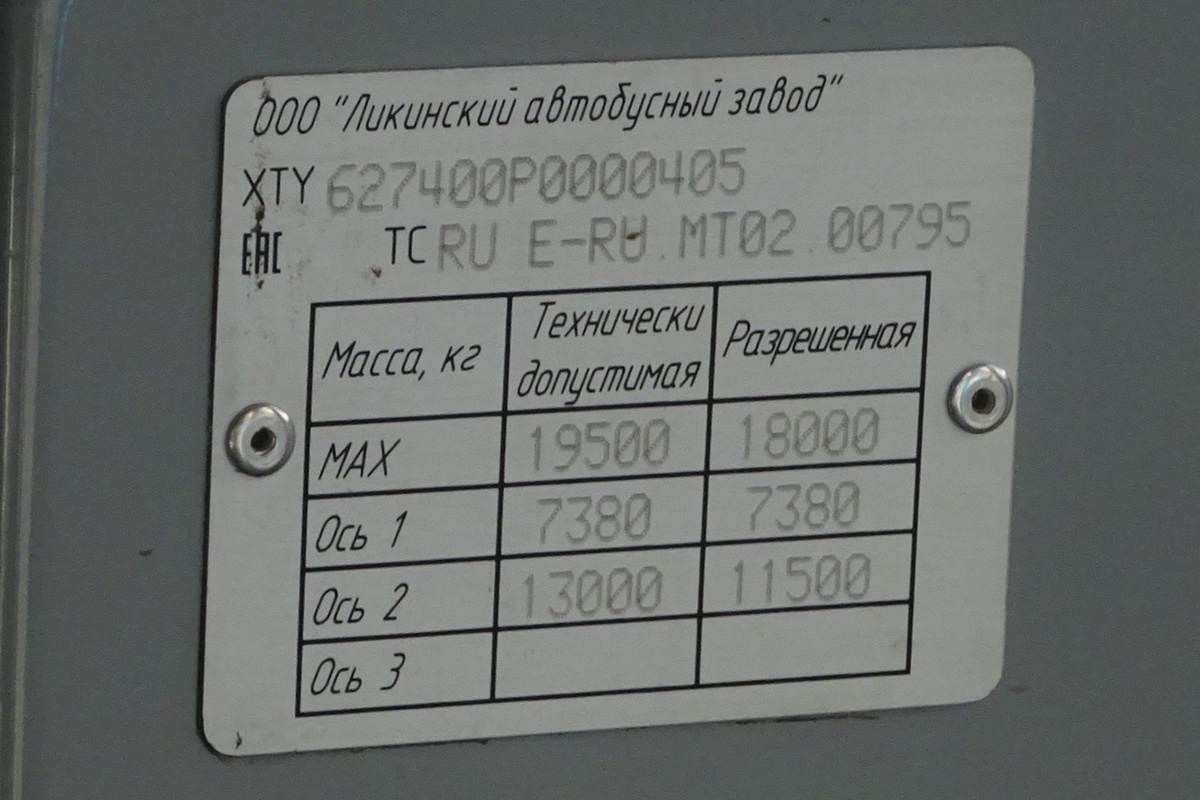 ООО "Ликинский автобусный завод"
XTY 627400P0000405
ЕАС ТС RU E-RU.MT02.00795
Масса, кг Технически допустимая Разрешенная
МАХ 19500 18000
Ось 1 7380 7380
Ось 2 13000 11500
Ось 3